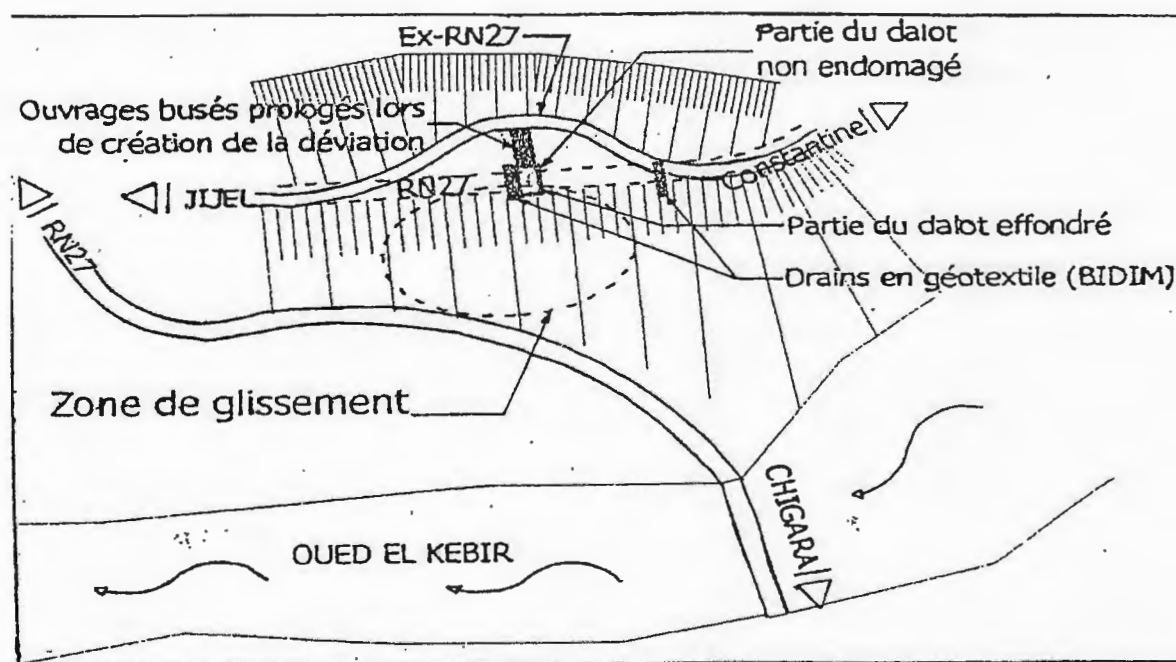 Ex-RN27
Partie du dalot
non endomagé
Ouvrages busés prologés lors
de création de la déviation
Constantine
JIJEL
RN27
RN27
Partie du dalot effondré
Drains en géotextile (BIDIM)
Zone de glissement
CHIGARA
OUED EL KEBIR